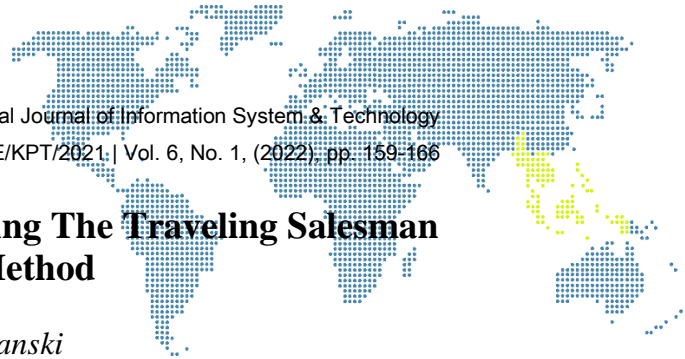 al Journal of Information System & Technology
E/KPT/2021 | Vol. 6, No. 1, (2022), pp. 159-166
ng The Traveling Salesman
Method
anski